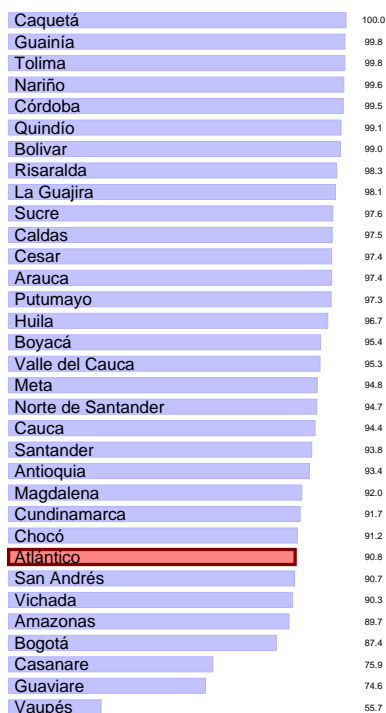 Caquetá 100.0
Guainía 99.8
Tolima 99.8
Nariño 99.6
Córdoba 99.5
Quindío 99.1
Bolivar 99.0
Risaralda 98.3
La Guajira 98.1
Sucre 97.6
Caldas 97.5
Cesar 97.4
Arauca 97.4
Putumayo 97.3
Huila 96.7
Boyacá 95.4
Valle del Cauca 95.3
Meta 94.8
Norte de Santander 94.7
Cauca 94.4
Santander 93.8
Antioquia 93.4
Magdalena 92.0
Cundinamarca 91.7
Chocó 91.2
Atlántico 90.8
San Andrés 90.7
Vichada 90.3
Amazonas 89.7
Bogotá 87.4
Casanare 75.9
Guaviare 74.6
Vaupés 55.7